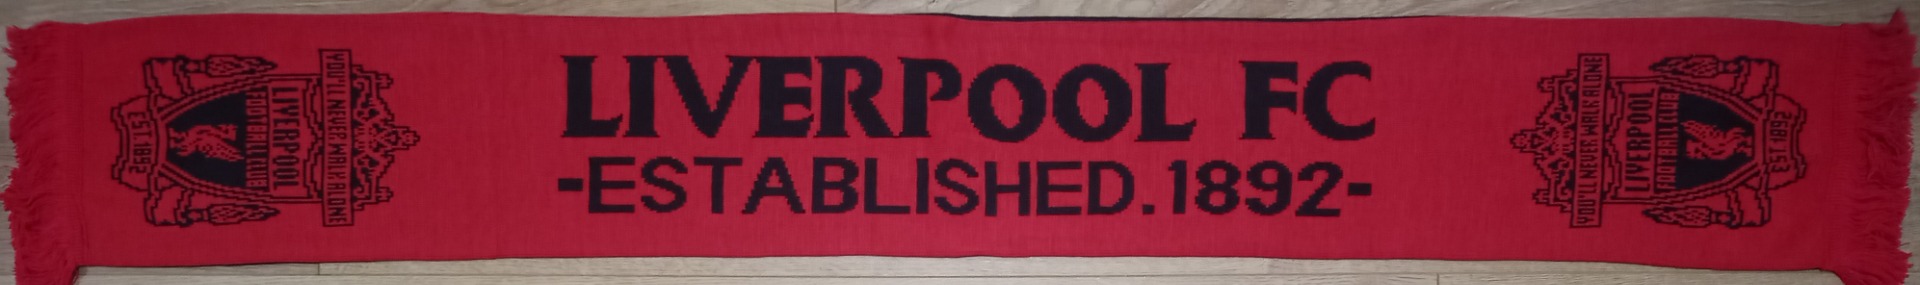 YOU'LL NEVER WALK ALONE
LIVERPOOL
FOOTBALL CLUB
EST·1892
LIVERPOOL FC
-ESTABLISHED.1892-
YOU'LL NEVER WALK ALONE
LIVERPOOL
FOOTBALL CLUB
EST·1892